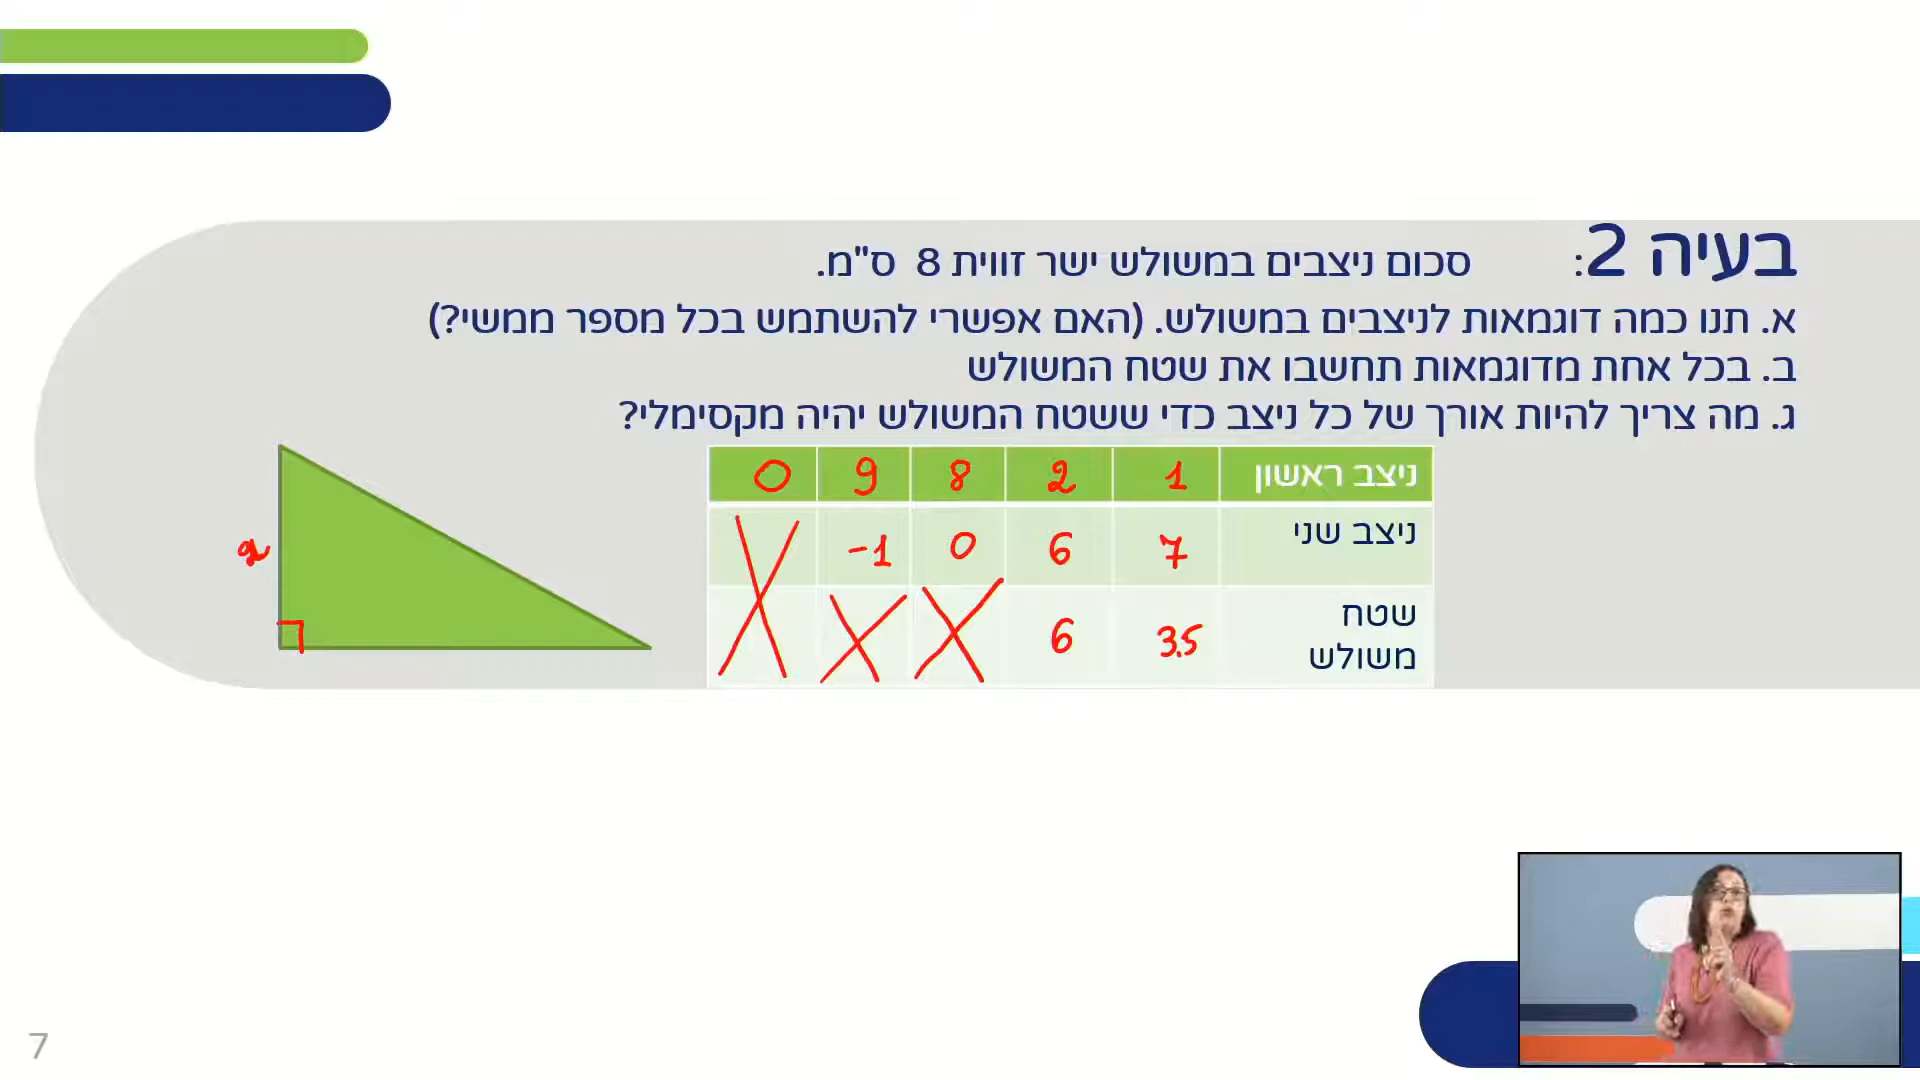 בעיה 2: סכום ניצבים במשולש ישר זווית 8 ס"מ.
א. תנו כמה דוגמאות לניצבים במשולש. (האם אפשרי להשתמש בכל מספר ממשי?)
ב. בכל אחת מדוגמאות תחשבו את שטח המשולש
ג. מה צריך להיות אורך של כל ניצב כדי ששטח המשולש יהיה מקסימלי?
ניצב ראשון 1 2 8 9 0
ניצב שני 7 6 0 -1
שטח משולש 3.5 6
x
7